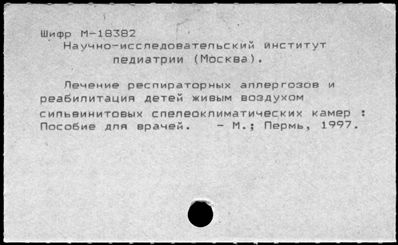 Шифр М-18382
Научно-исследовательский институт
педиатрии (Москва).
Лечение респираторных аллергозов и
реабилитация детей живым воздухом
сильвинитовых спелеоклиматических камер :
Пособие для врачей. - М.; Пермь, 1997.